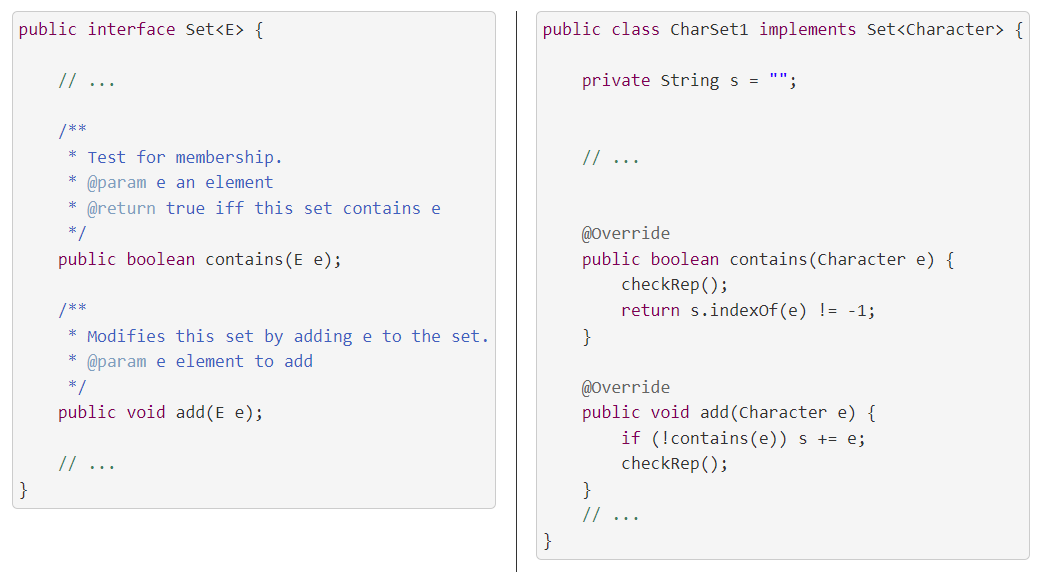 public interface Set<E> {
    // ...
    /**
     * Test for membership.
     * @param e an element
     * @return true iff this set contains e
     */
    public boolean contains(E e);
    /**
     * Modifies this set by adding e to the set.
     * @param e element to add
     */
    public void add(E e);
    // ...
}
public class CharSet1 implements Set<Character> {
    private String s = "";
    // ...
    @Override
    public boolean contains(Character e) {
        checkRep();
        return s.indexOf(e) != -1;
    }
    @Override
    public void add(Character e) {
        if (!contains(e)) s += e;
        checkRep();
    }
    // ...
}